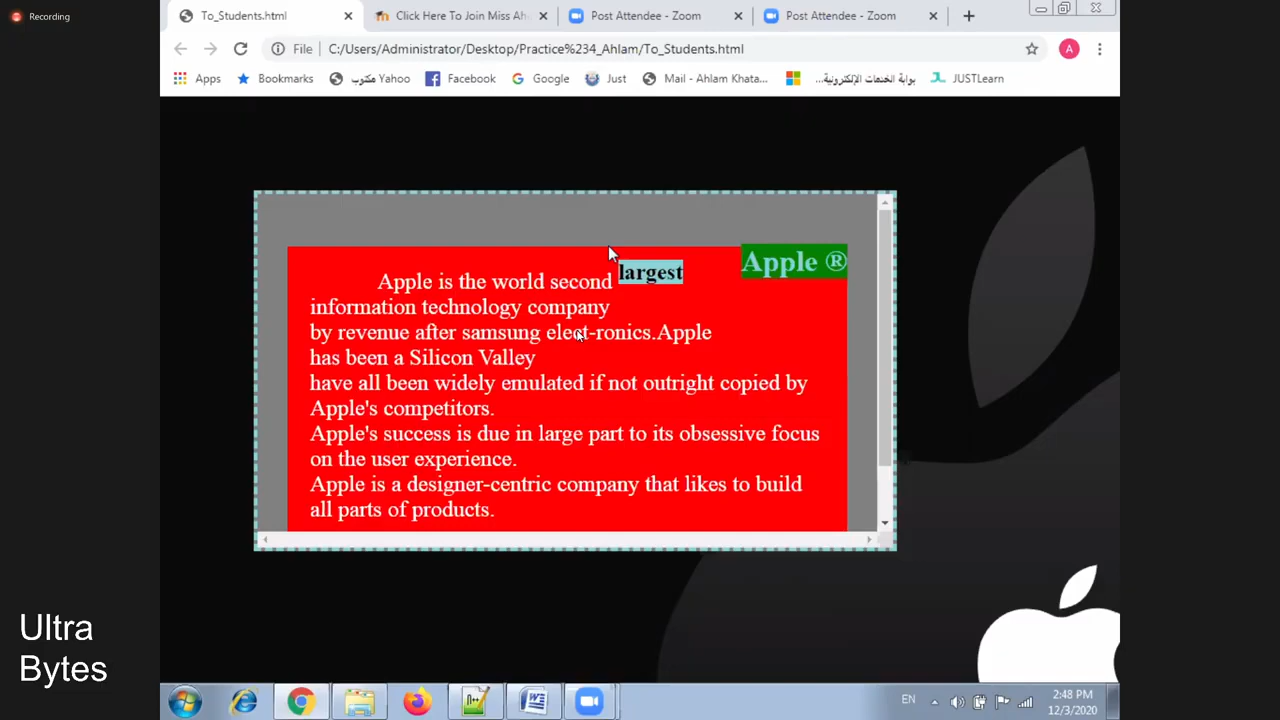 Recording
To_Students.html
Click Here To Join Miss Ah
Post Attendee - Zoom
Post Attendee - Zoom
File
C:/Users/Administrator/Desktop/Practice%234_Ahlam/To_Students.html
A
Apps
Bookmarks
مكتوب Yahoo
Facebook
Google
Just
Mail - Ahlam Khata...
بوابة الخدمات الإلكترونية...
JUSTLearn
Apple ®
Apple is the world second largest
information technology company
by revenue after samsung elect-ronics.Apple
has been a Silicon Valley
have all been widely emulated if not outright copied by
Apple's competitors.
Apple's success is due in large part to its obsessive focus
on the user experience.
Apple is a designer-centric company that likes to build
all parts of products.
Ultra
Bytes
EN
2:48 PM
12/3/2020